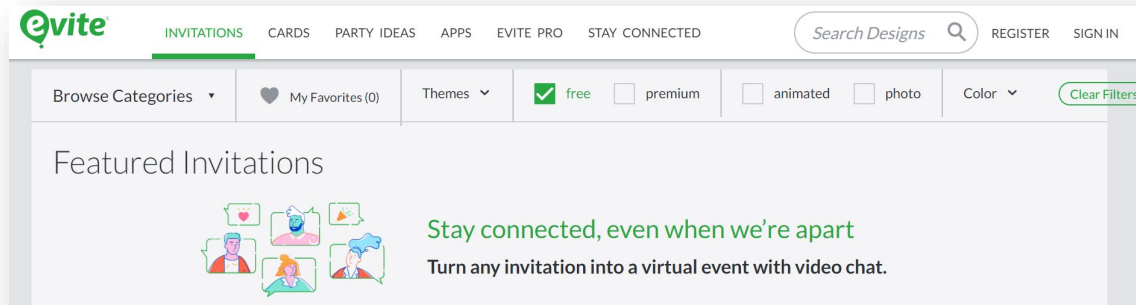 evite
INVITATIONS CARDS PARTY IDEAS APPS EVITE PRO STAY CONNECTED Search Designs REGISTER SIGN IN
Browse Categories My Favorites (0) Themes free premium animated photo Color Clear Filters
Featured Invitations
Stay connected, even when we're apart
Turn any invitation into a virtual event with video chat.